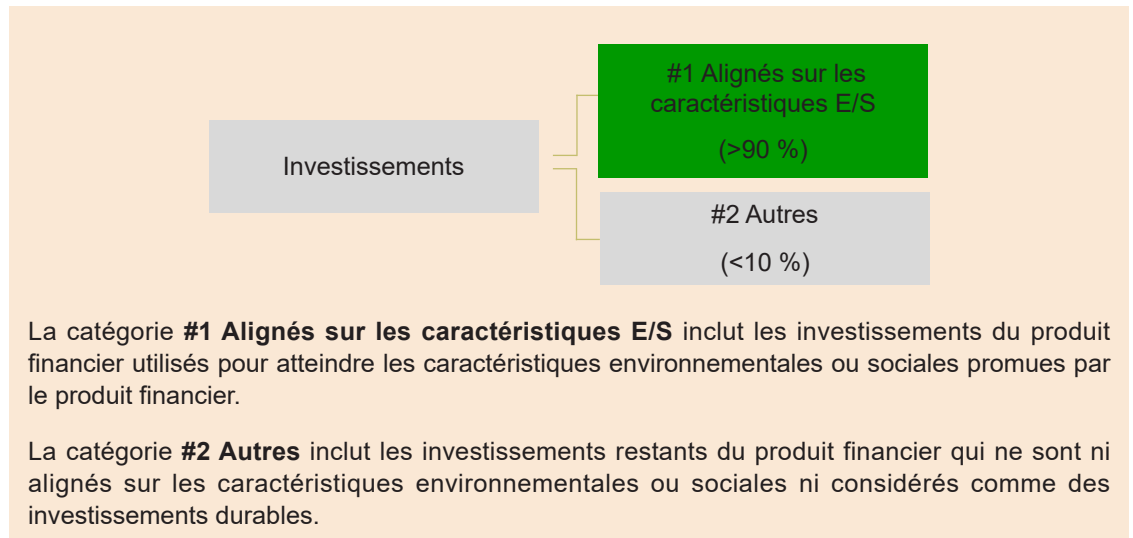 #1 Alignés sur les
caractéristiques E/S
(>90 %)
Investissements
#2 Autres
(<10 %)
La catégorie #1 Alignés sur les caractéristiques E/S inclut les investissements du produit
financier utilisés pour atteindre les caractéristiques environnementales ou sociales promues par
le produit financier.
La catégorie #2 Autres inclut les investissements restants du produit financier qui ne sont ni
alignés sur les caractéristiques environnementales ou sociales ni considérés comme des
investissements durables.